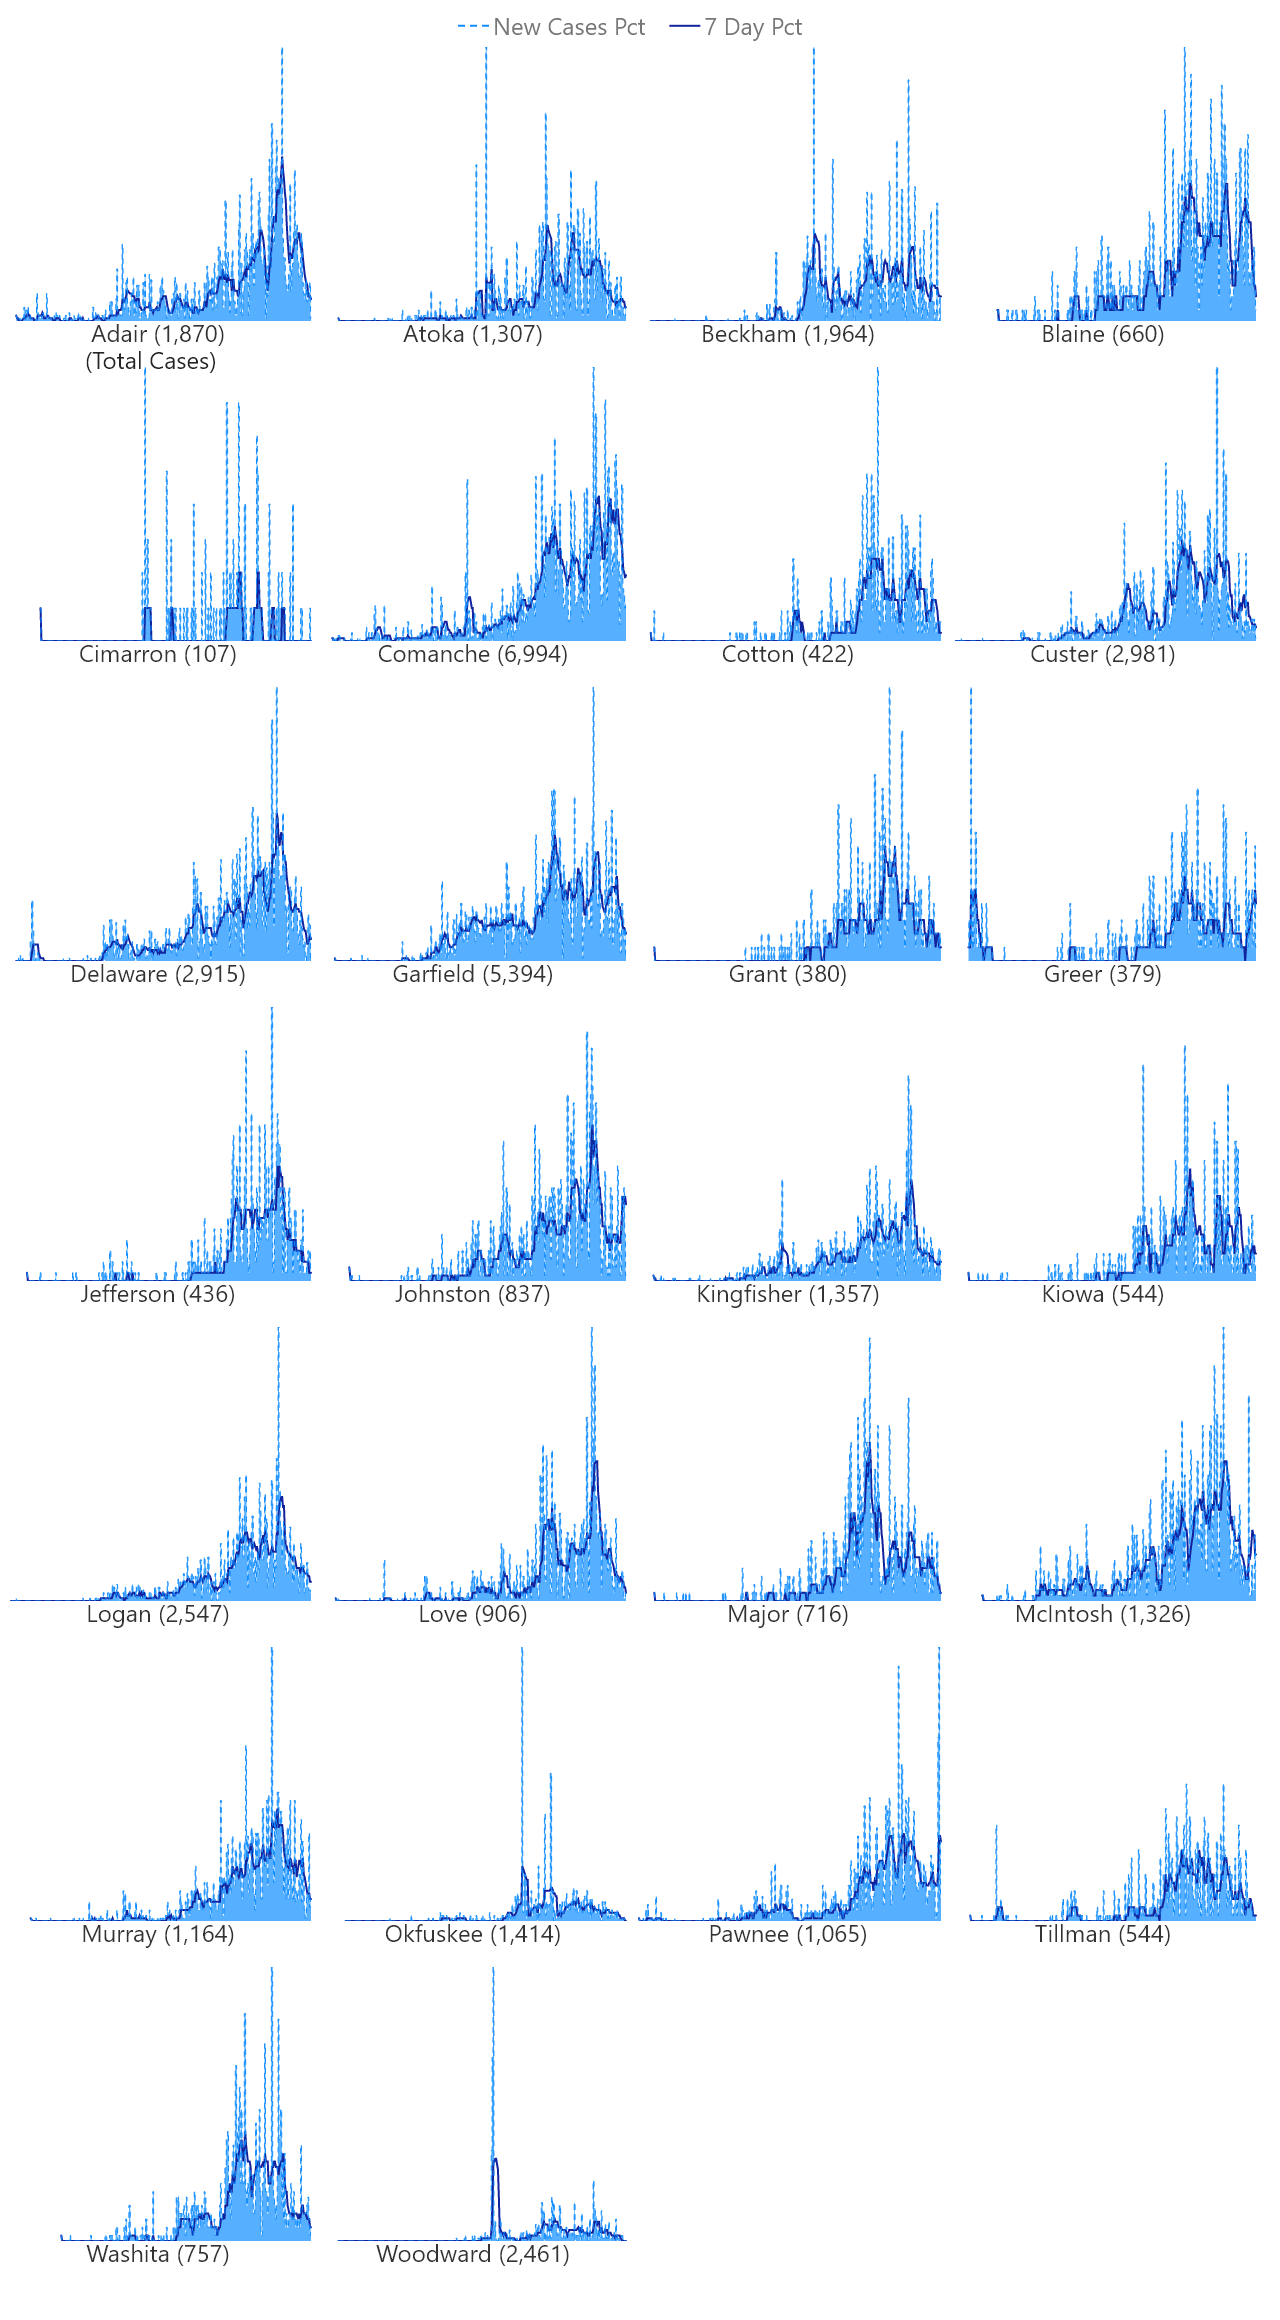 New Cases Pct 7 Day Pct
Adair (1,870) Atoka (1,307) Beckham (1,964) Blaine (660)
(Total Cases)
Cimarron (107) Comanche (6,994) Cotton (422) Custer (2,981)
Delaware (2,915) Garfield (5,394) Grant (380) Greer (379)
Jefferson (436) Johnston (837) Kingfisher (1,357) Kiowa (544)
Logan (2,547) Love (906) Major (716) McIntosh (1,326)
Murray (1,164) Okfuskee (1,414) Pawnee (1,065) Tillman (544)
Washita (757) Woodward (2,461)